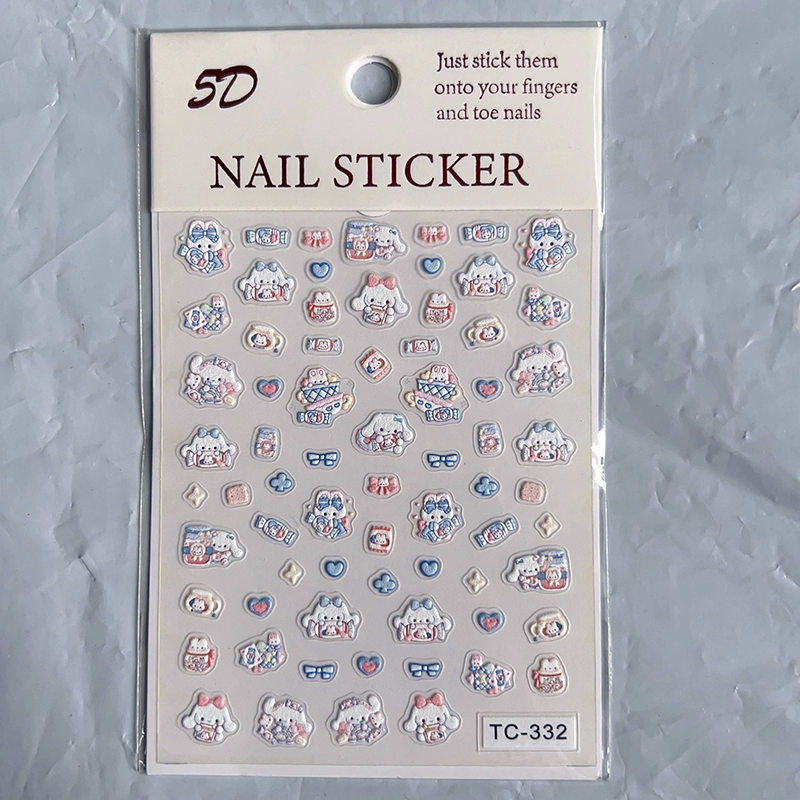 5D
Just stick them
onto your fingers
and toe nails
NAIL STICKER
TC-332